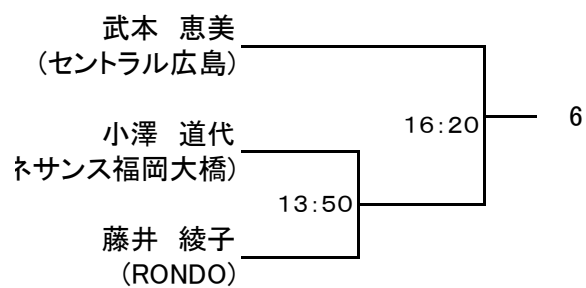 武本　恵美
(セントラル広島)
16:20
6
小澤　道代
ネサンス福岡大橋)
13:50
藤井　綾子
(RONDO)